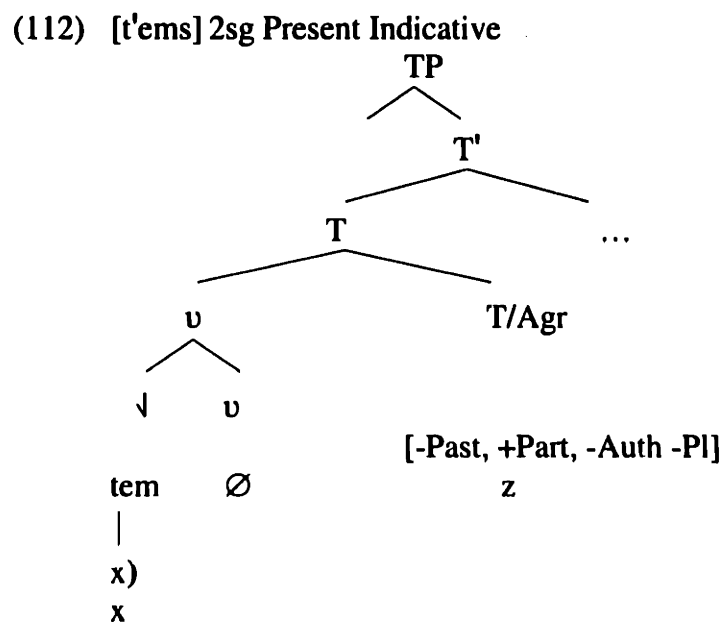 (112) [t'ems] 2sg Present Indicative
TP
T'
T ...
υ T/Agr
√ υ
[-Past, +Part, -Auth -Pl]
tem ∅ z
x)
x